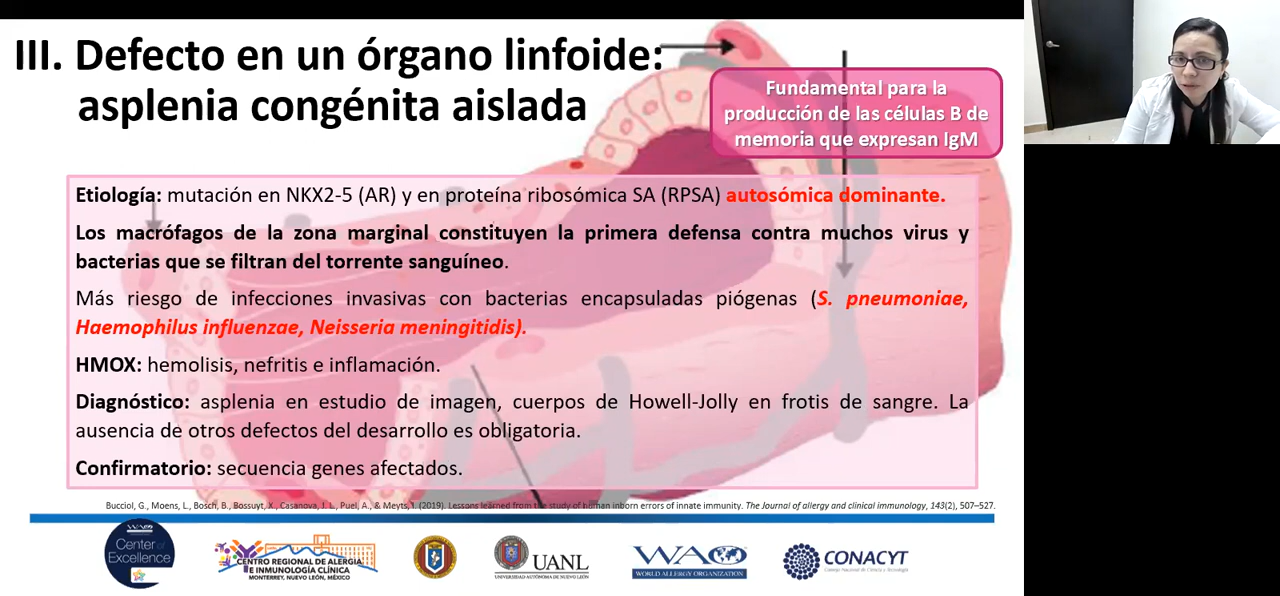 III. Defecto en un órgano linfoide:
asplenia congénita aislada
Fundamental para la
producción de las células B de
memoria que expresan IgM
Etiología: mutación en NKX2-5 (AR) y en proteína ribosómica SA (RPSA) autosómica dominante.
Los macrófagos de la zona marginal constituyen la primera defensa contra muchos virus y
bacterias que se filtran del torrente sanguíneo.
Más riesgo de infecciones invasivas con bacterias encapsuladas piógenas (S. pneumoniae,
Haemophilus influenzae, Neisseria meningitidis).
HMOX: hemolisis, nefritis e inflamación.
Diagnóstico: asplenia en estudio de imagen, cuerpos de Howell-Jolly en frotis de sangre. La
ausencia de otros defectos del desarrollo es obligatoria.
Confirmatorio: secuencia genes afectados.
Bucciol, G., Moens, L., Bosch, B., Bossuyt, X., Casanova, J. L., Puel, A., & Meyts, I. (2019). Lessons learned from the study of human inborn errors of innate immunity. The Journal of allergy and clinical immunology, 143(2), 507–527.
WAO
Center of
Excellence
CENTRO REGIONAL DE ALERGIA
E INMUNOLOGÍA CLÍNICA
MONTERREY, NUEVO LEÓN, MÉXICO
UANL
UNIVERSIDAD AUTÓNOMA DE NUEVO LEÓN
WAO
WORLD ALLERGY ORGANIZATION
CONACYT
Consejo Nacional de Ciencia y Tecnología